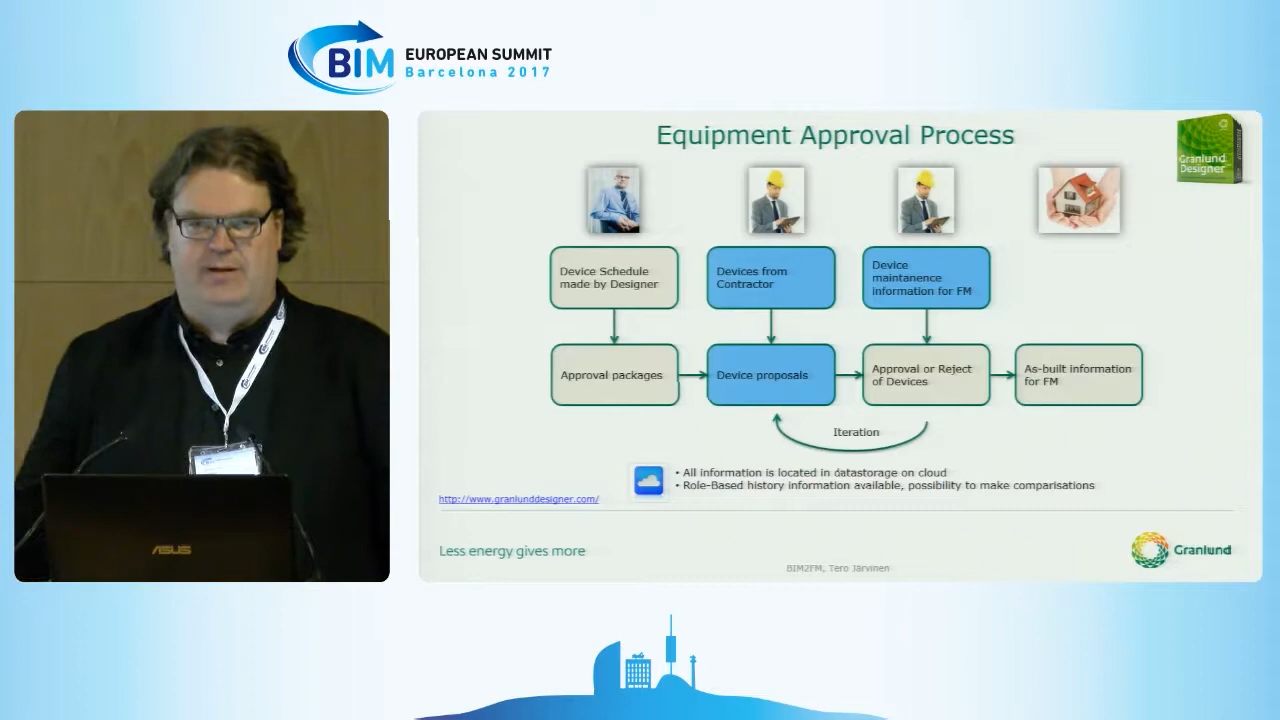 BIM EUROPEAN SUMMIT
Barcelona 2017
Equipment Approval Process
Granlund
Designer
Device Schedule
made by Designer
Devices from
Contractor
Device
maintanence
information for FM
Approval packages
Device proposals
Approval or Reject
of Devices
As-built information
for FM
Iteration
• All information is located in datastorage on cloud
• Role-Based history information available, possibility to make comparisations
http://www.granlunddesigner.com/
Less energy gives more
Granlund
BIM2FM, Tero Järvinen
ASUS